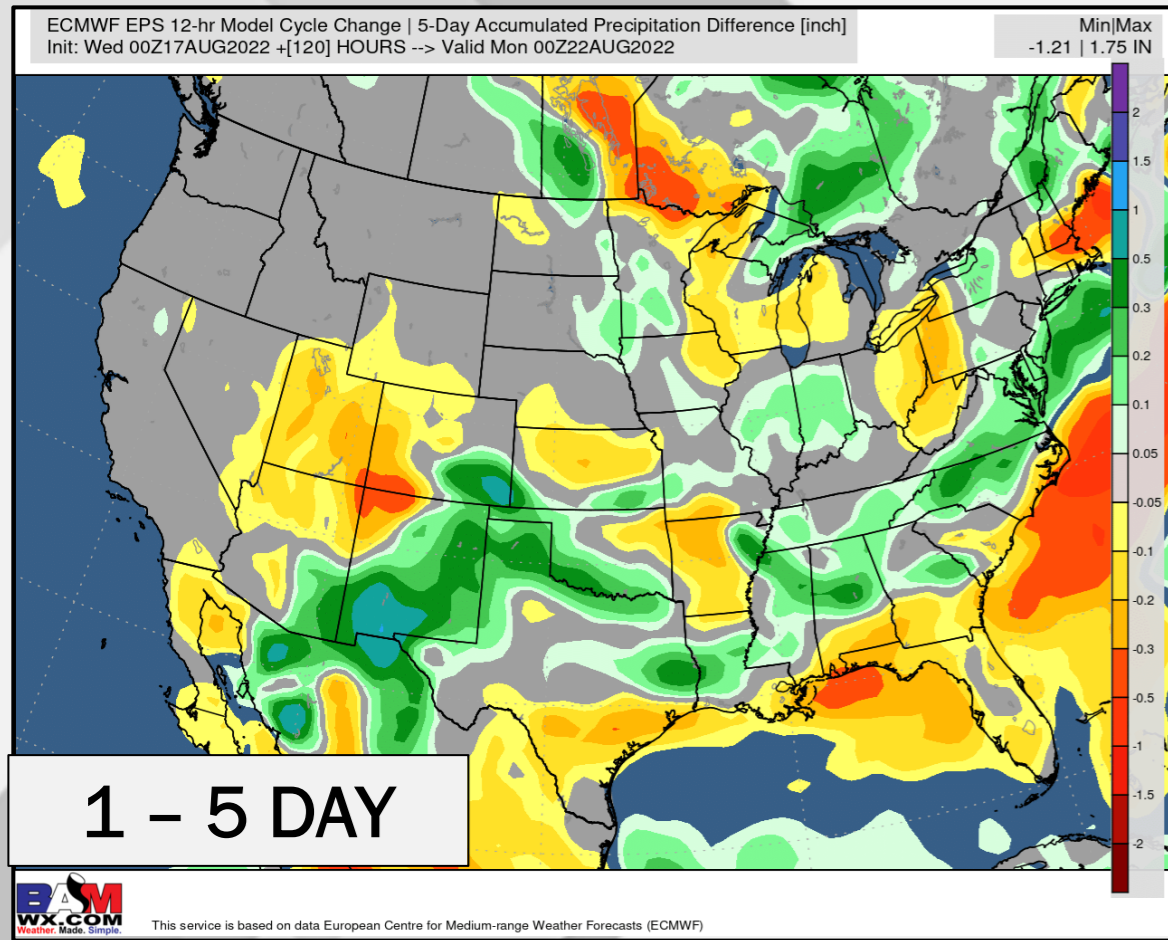 ECMWF EPS 12-hr Model Cycle Change | 5-Day Accumulated Precipitation Difference [inch]
Init: Wed 00Z17AUG2022 +[120] HOURS --> Valid Mon 00Z22AUG2022
Min|Max
-1.21 | 1.75 IN
2
1.5
1
0.5
0.3
0.2
0.1
0.05
-0.05
-0.1
-0.2
-0.3
-0.5
-1
-1.5
-2
1 – 5 DAY
BAM
WX.COM
Weather. Made. Simple.
This service is based on data European Centre for Medium-range Weather Forecasts (ECMWF)